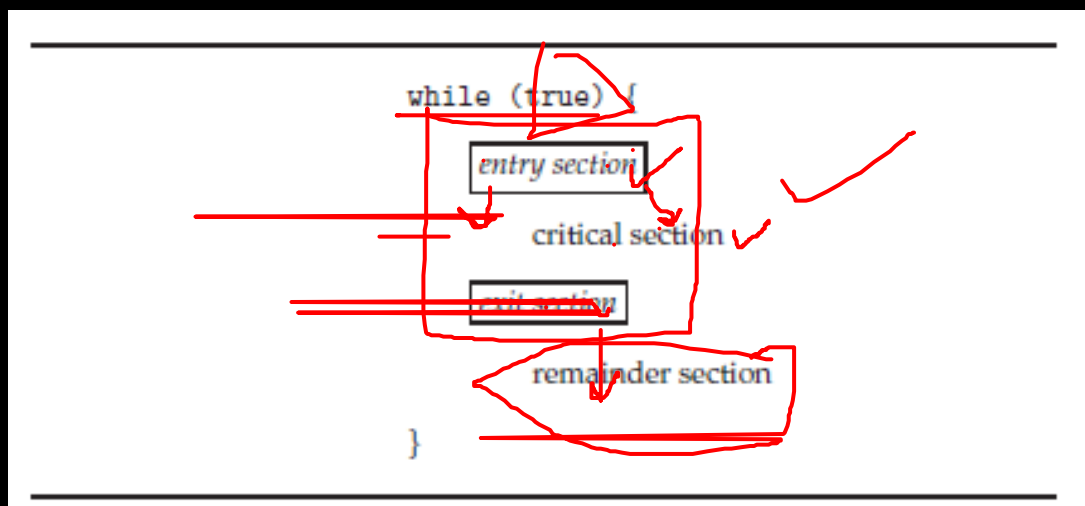 while (true) {
entry section
critical section
exit section
remainder section
}